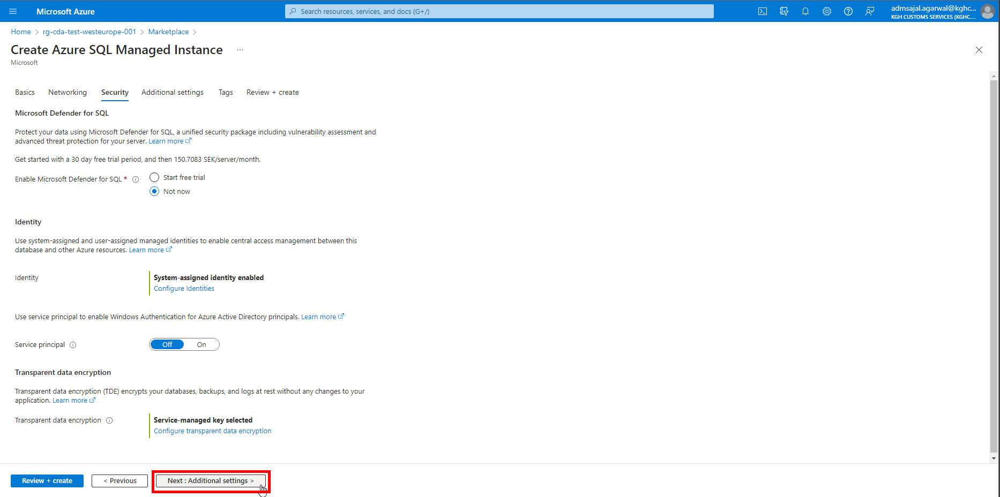 Microsoft Azure
Search resources, services, and docs (G+/)
admsajal.agarwal@kghc...
KGH CUSTOMS SERVICES (KGHC....
Home > rg-cda-test-westeurope-001 > Marketplace >
Create Azure SQL Managed Instance ...
Microsoft
Basics Networking Security Additional settings Tags Review + create
Microsoft Defender for SQL
Protect your data using Microsoft Defender for SQL, a unified security package including vulnerability assessment and
advanced threat protection for your server. Learn more
Get started with a 30 day free trial period, and then 150.7083 SEK/server/month.
Enable Microsoft Defender for SQL *
Start free trial
Not now
Identity
Use system-assigned and user-assigned managed identities to enable central access management between this
database and other Azure resources. Learn more
Identity
System-assigned identity enabled
Configure Identities
Use service principal to enable Windows Authentication for Azure Active Directory principals. Learn more
Service principal Off On
Transparent data encryption
Transparent data encryption (TDE) encrypts your databases, backups, and logs at rest without any changes to your
application. Learn more
Transparent data encryption
Service-managed key selected
Configure transparent data encryption
Review + create < Previous Next : Additional settings >